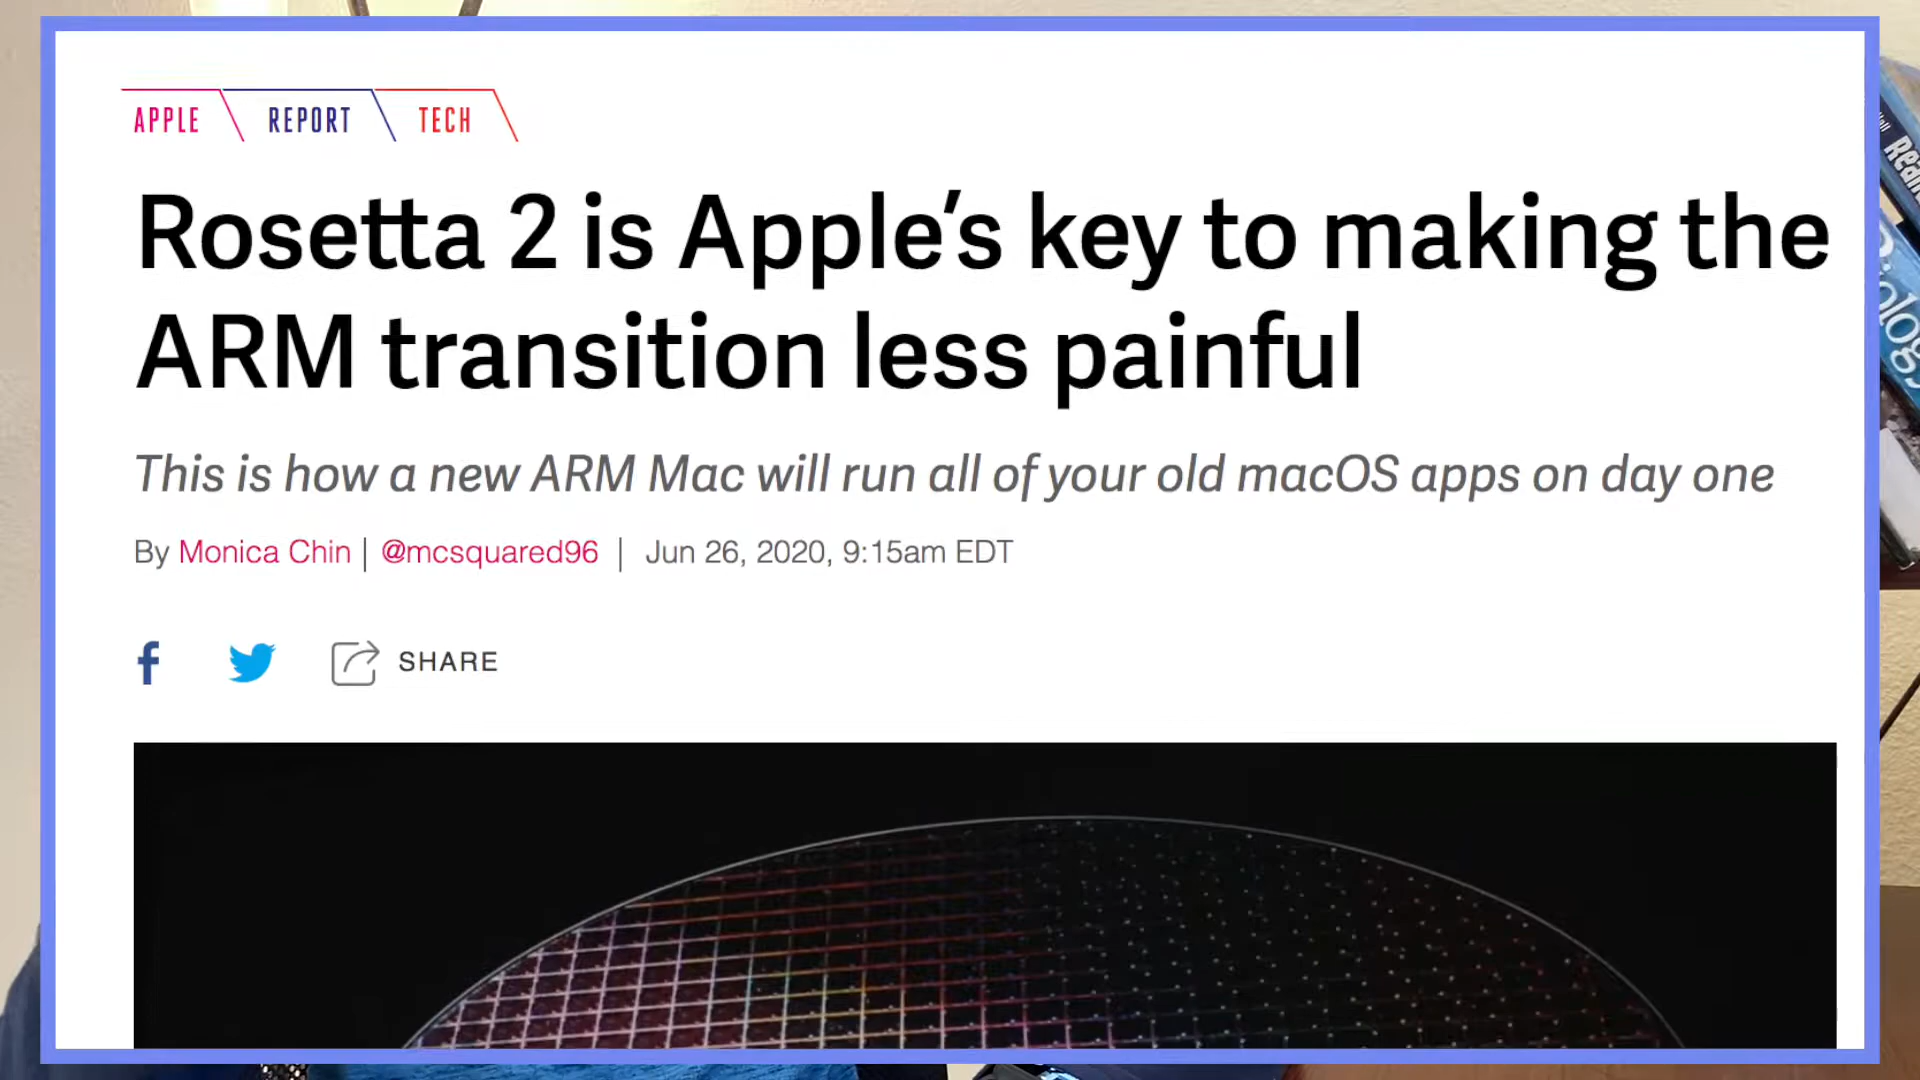 APPLE REPORT TECH
Rosetta 2 is Apple’s key to making the
ARM transition less painful
This is how a new ARM Mac will run all of your old macOS apps on day one
By Monica Chin | @mcsquared96 | Jun 26, 2020, 9:15am EDT
f SHARE